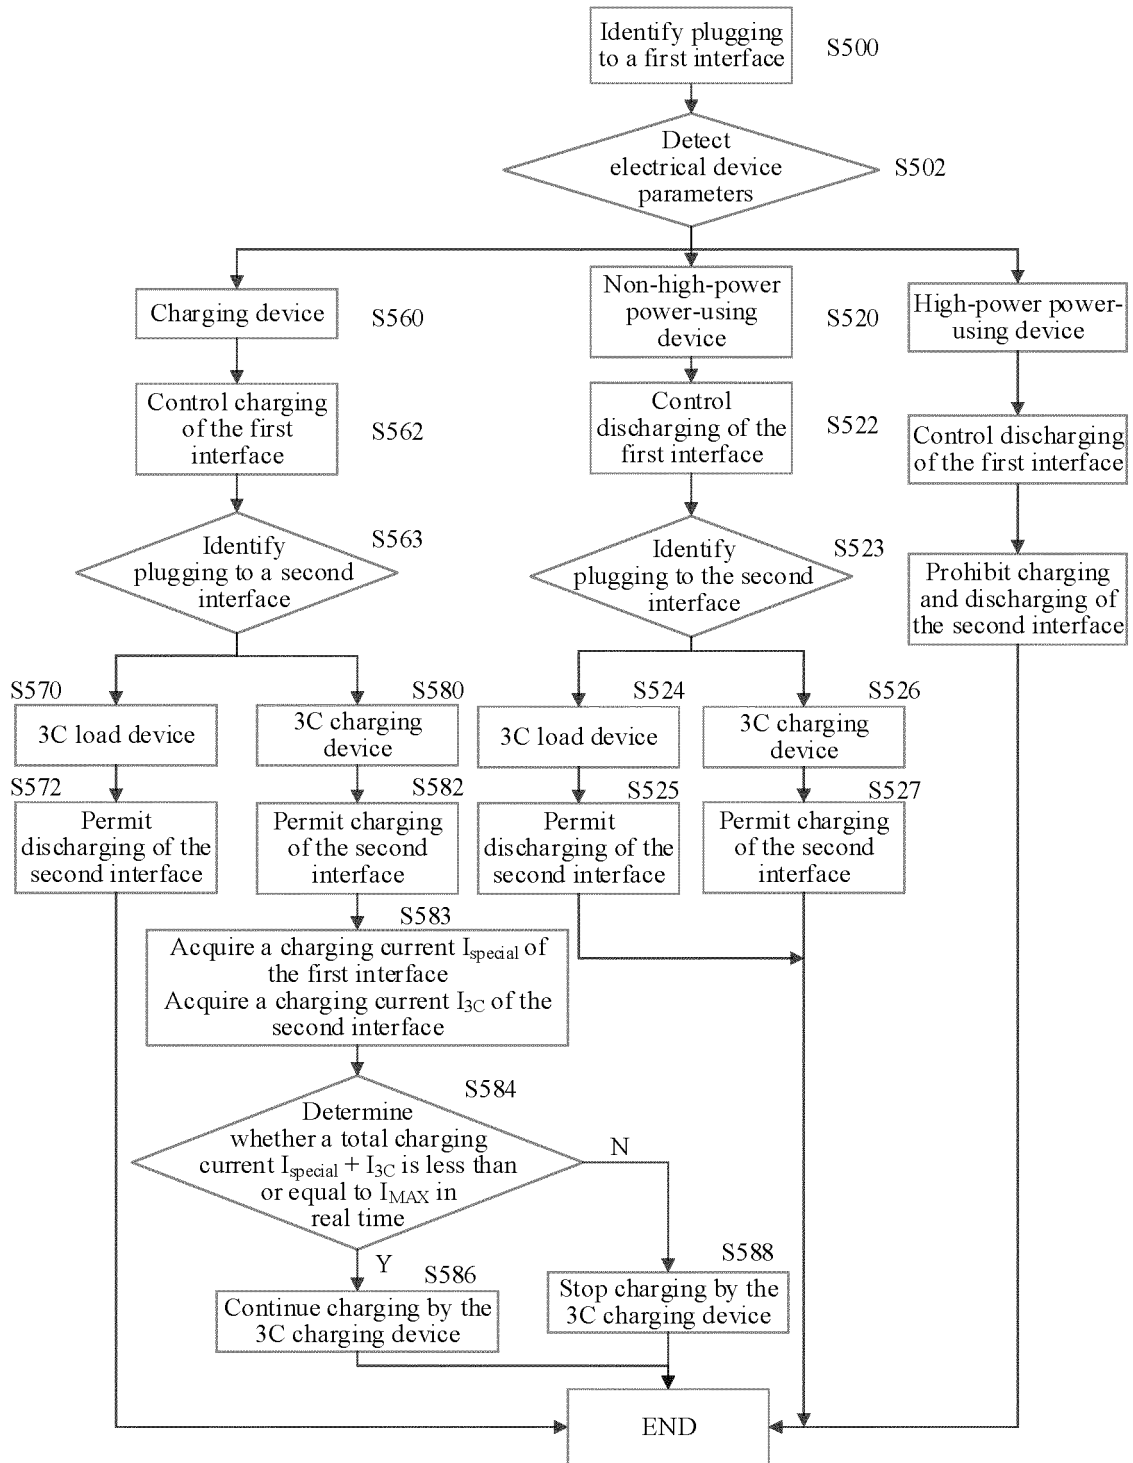 Identify plugging
to a first interface
S500
Detect
electrical device
parameters
S502
Charging device
S560
Non-high-power
power-using
device
S520
High-power power-
using device
Control charging
of the first
interface
S562
Control
discharging of the
first interface
S522
Control discharging
of the first interface
Identify
plugging to a second
interface
S563
Identify
plugging to the second
interface
S523
Prohibit charging
and discharging of
the second interface
S570
3C load device
S580
3C charging
device
S524
3C load device
S526
3C charging
device
S572
Permit
discharging of the
second interface
S582
Permit charging
of the second
interface
S525
Permit
discharging of the
second interface
S527
Permit charging
of the second
interface
S583
Acquire a charging current Ispecial of
the first interface
Acquire a charging current I3C of the
second interface
S584
Determine
whether a total charging
current Ispecial + I3C is less than
or equal to IMAX in
real time
N
Y
S586
Continue charging by the
3C charging device
S588
Stop charging by the
3C charging device
END